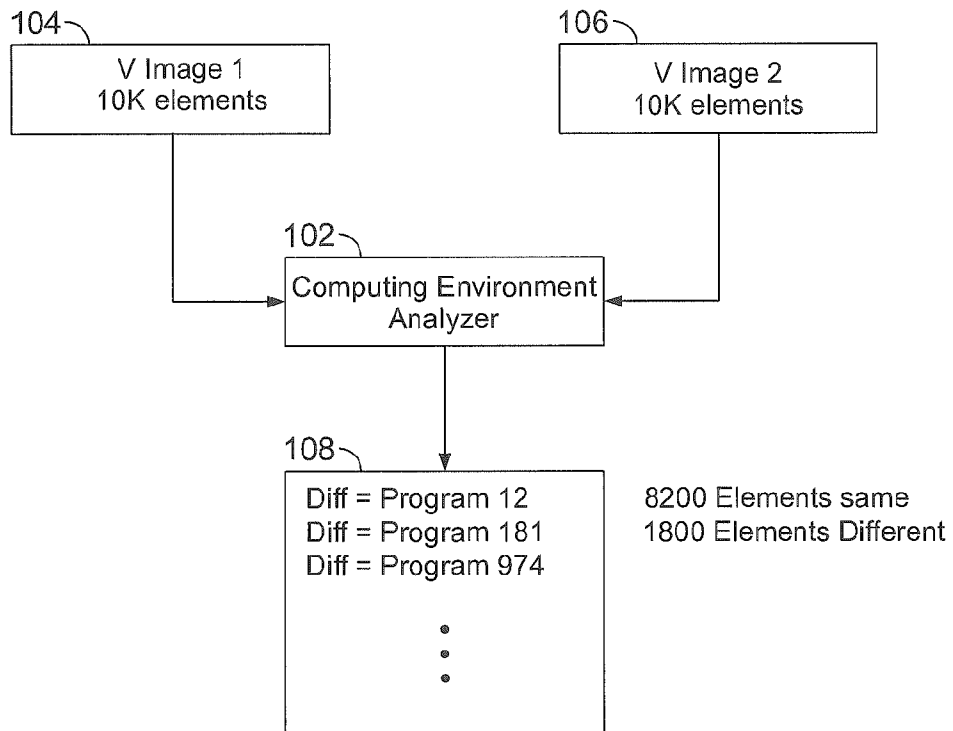 104
V Image 1
10K elements
106
V Image 2
10K elements
102
Computing Environment
Analyzer
108
Diff = Program 12
Diff = Program 181
Diff = Program 974
8200 Elements same
1800 Elements Different